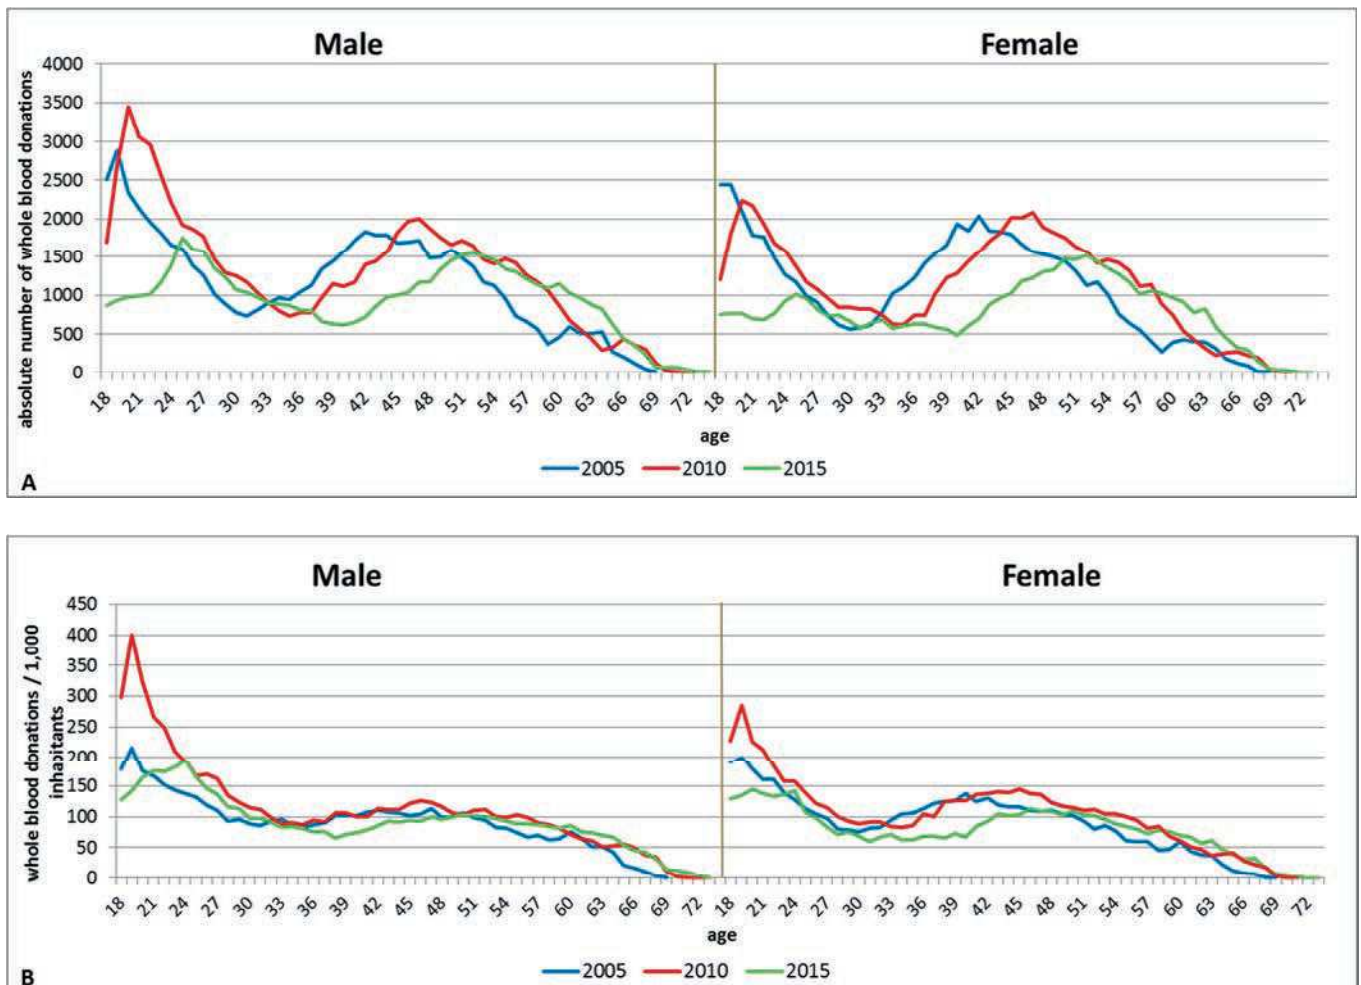 Male Female
absolute number of whole blood donations
4000
3500
3000
2500
2000
1500
1000
500
0
18 21 24 27 30 33 36 39 42 45 48 51 54 57 60 63 66 69 72 18 21 24 27 30 33 36 39 42 45 48 51 54 57 60 63 66 69 72
age
2005 2010 2015
A
Male Female
whole blood donations / 1,000
inhabitants
450
400
350
300
250
200
150
100
50
0
18 21 24 27 30 33 36 39 42 45 48 51 54 57 60 63 66 69 72 18 21 24 27 30 33 36 39 42 45 48 51 54 57 60 63 66 69 72
age
2005 2010 2015
B